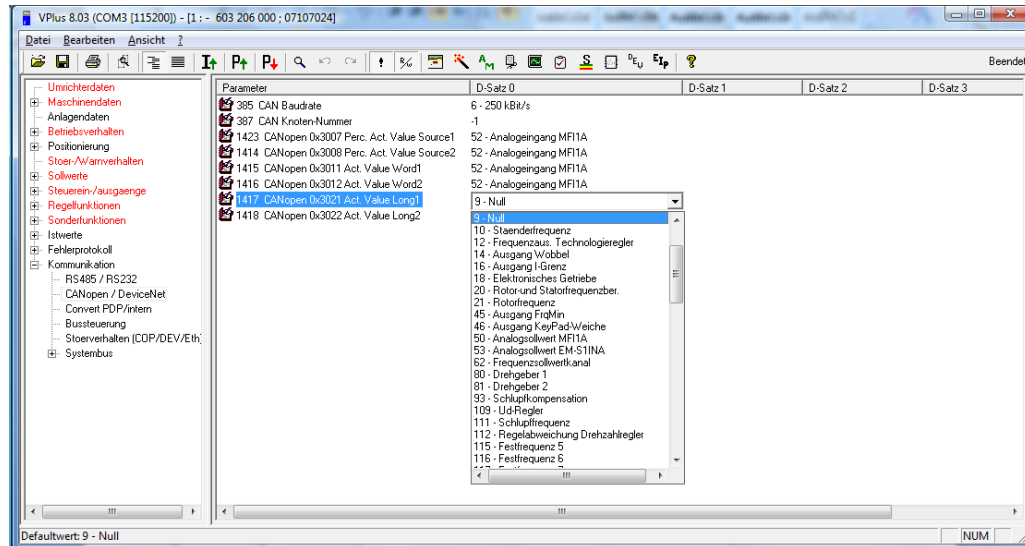 VPlus 8.03 (COM3 [115200]) - [1 : - 603 206 000 ; 07107024]
Datei Bearbeiten Ansicht ?
Beendet
Umrichterdaten
Maschinendaten
Anlagendaten
Betriebsverhalten
Positionierung
Stoer-/Warnverhalten
Sollwerte
Steuerein-/ausgaenge
Regelfunktionen
Sonderfunktionen
Istwerte
Fehlerprotokoll
Kommunikation
RS485 / RS232
CANopen / DeviceNet
Convert PDP/intern
Bussteuerung
Stoerverhalten (COP/DEV/Eth)
Systembus
Parameter D-Satz 0 D-Satz 1 D-Satz 2 D-Satz 3
385 CAN Baudrate 6 - 250 kBit/s
387 CAN Knoten-Nummer -1
1423 CANopen 0x3007 Perc. Act. Value Source1 52 - Analogeingang MFI1A
1414 CANopen 0x3008 Perc. Act. Value Source2 52 - Analogeingang MFI1A
1415 CANopen 0x3011 Act. Value Word1 52 - Analogeingang MFI1A
1416 CANopen 0x3012 Act. Value Word2 52 - Analogeingang MFI1A
1417 CANopen 0x3021 Act. Value Long1 9 - Null
1418 CANopen 0x3022 Act. Value Long2
9 - Null
10 - Staenderfrequenz
12 - Frequenzaus. Technologieregler
14 - Ausgang Wobbel
16 - Ausgang I-Grenz
18 - Elektronisches Getriebe
20 - Rotor-und Statorfrequenzber.
21 - Rotorfrequenz
45 - Ausgang FrqMin
46 - Ausgang KeyPad-Weiche
50 - Analogsollwert MFI1A
53 - Analogsollwert EM-S1INA
62 - Frequenzsollwertkanal
80 - Drehgeber 1
81 - Drehgeber 2
93 - Schlupfkompensation
109 - Ud-Regler
111 - Schlupffrequenz
112 - Regelabweichung Drehzahlregler
115 - Festfrequenz 5
116 - Festfrequenz 6
Defaultwert: 9 - Null NUM